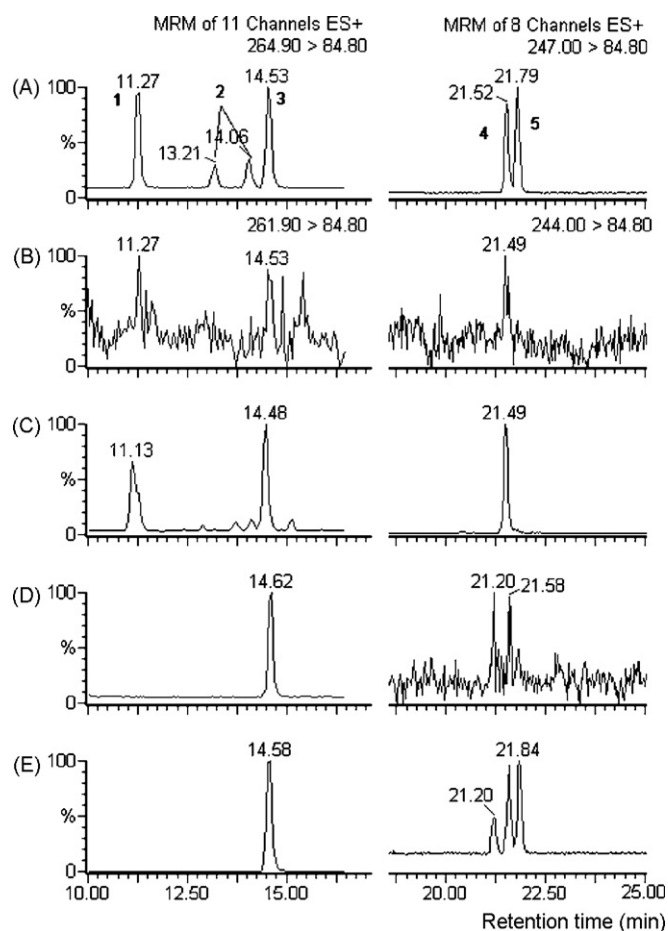 MRM of 11 Channels ES+
264.90 > 84.80
MRM of 8 Channels ES+
247.00 > 84.80
(A)
100
%
0
11.27
1
2
13.21
14.06
14.53
3
21.52
21.79
4
5
261.90 > 84.80
244.00 > 84.80
(B)
100
%
0
11.27
14.53
21.49
(C)
100
%
0
11.13
14.48
21.49
(D)
100
%
0
14.62
21.20
21.58
(E)
100
%
0
14.58
21.20
21.84
10.00 12.50 15.00
20.00 22.50 25.00
Retention time (min)